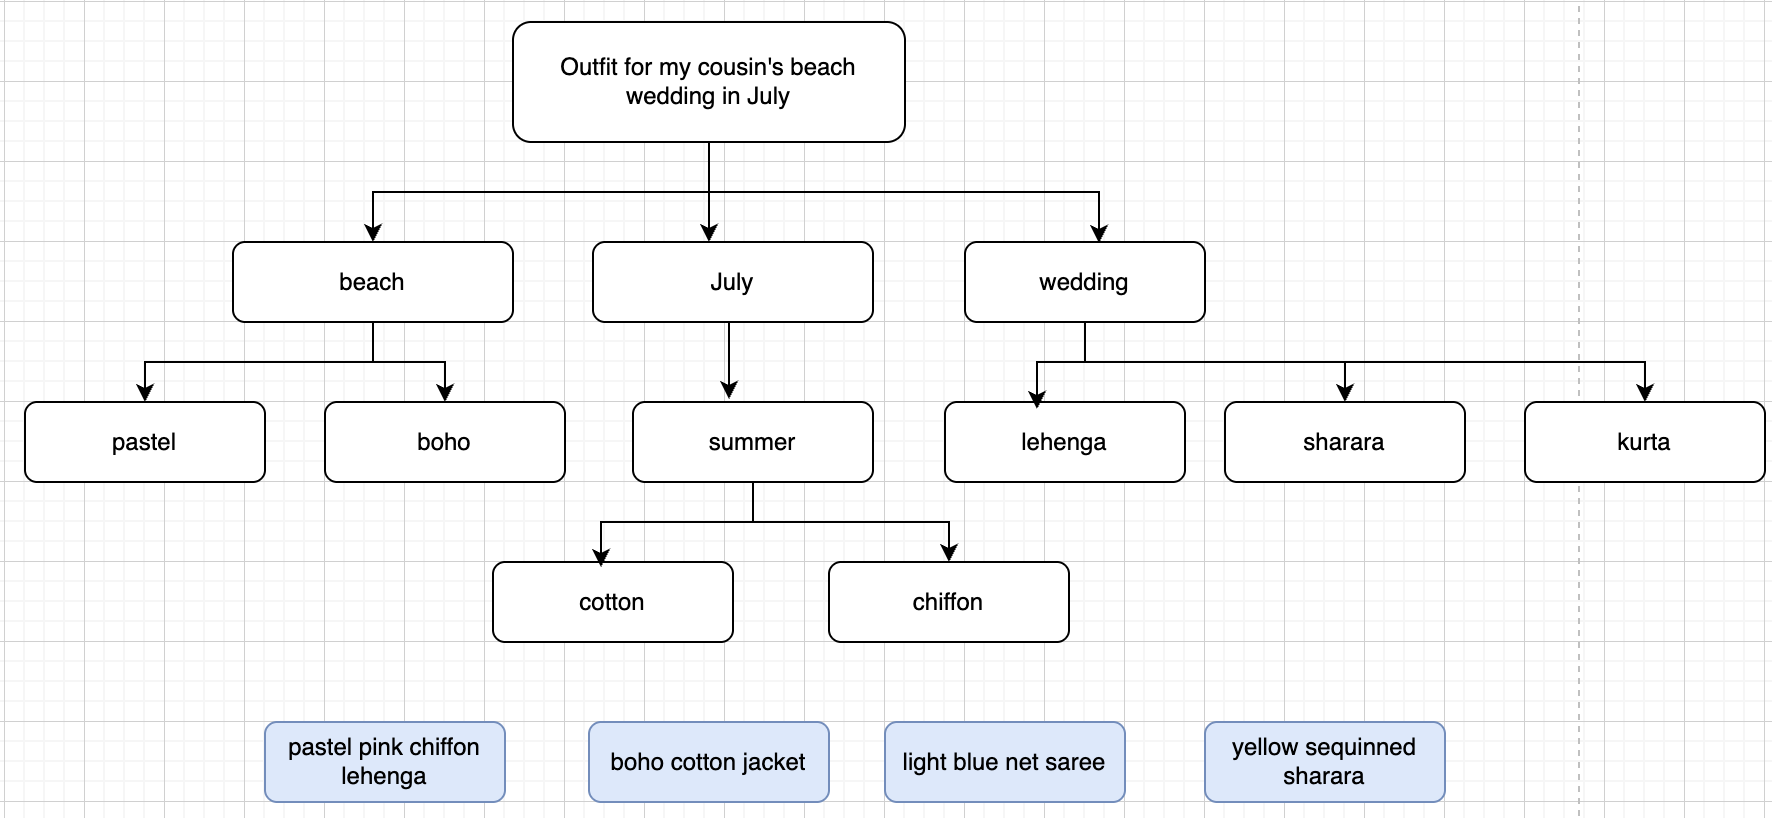 Outfit for my cousin's beach
wedding in July
beach
July
wedding
pastel
boho
summer
lehenga
sharara
kurta
cotton
chiffon
pastel pink chiffon
lehenga
boho cotton jacket
light blue net saree
yellow sequinned
sharara